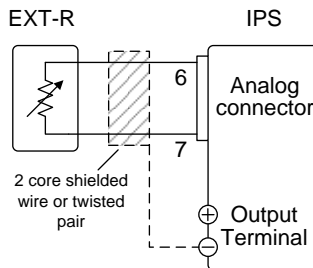 EXT-R
IPS
6
Analog
connector
7
2 core shielded
wire or twisted
pair
+
Output
Terminal
−